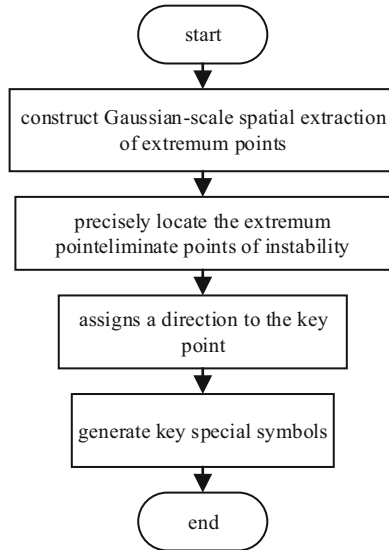 start
construct Gaussian-scale spatial extraction
of extremum points
precisely locate the extremum
pointeliminate points of instability
assigns a direction to the key
point
generate key special symbols
end